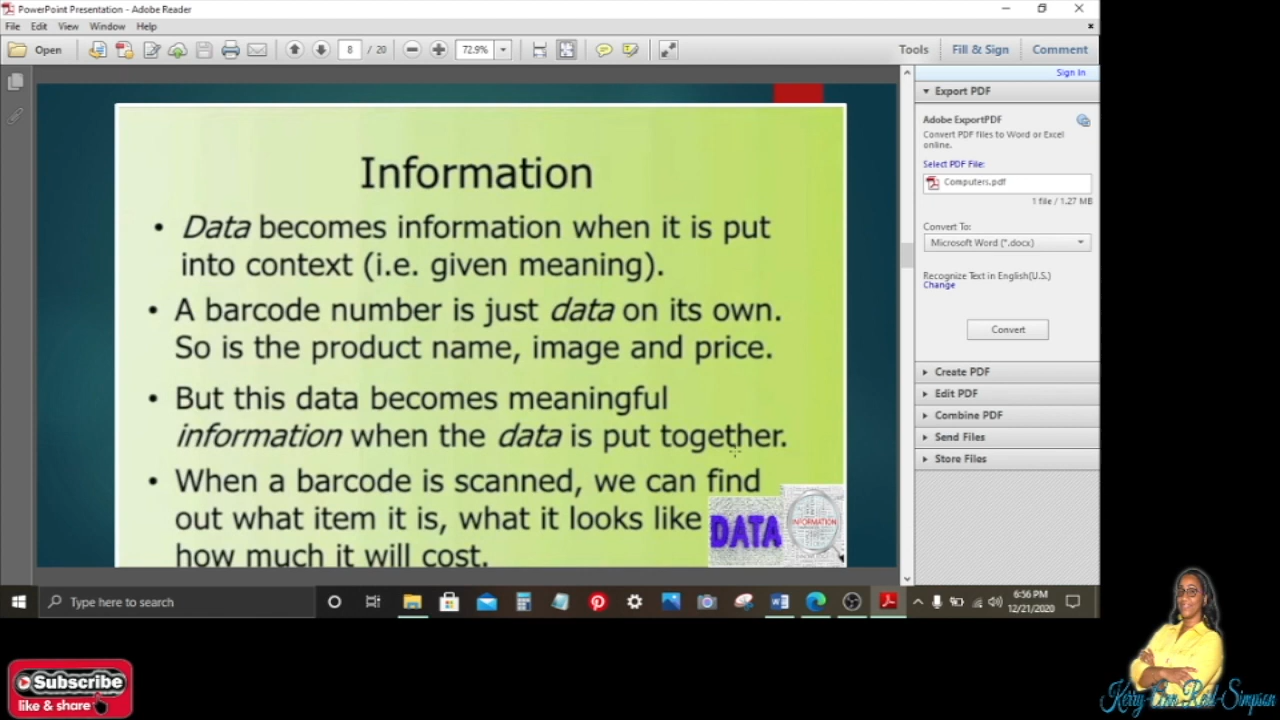 PowerPoint Presentation - Adobe Reader
File Edit View Window Help
Open 8 / 20 72.9% Tools Fill & Sign Comment
Sign In
Export PDF
Adobe ExportPDF
Convert PDF files to Word or Excel
online.
Select PDF File:
Computers.pdf
1 file / 1.27 MB
Convert To:
Microsoft Word (*.docx)
Recognize Text in English(U.S.)
Change
Convert
Create PDF
Edit PDF
Combine PDF
Send Files
Store Files
Information
• Data becomes information when it is put
into context (i.e. given meaning).
• A barcode number is just data on its own.
So is the product name, image and price.
• But this data becomes meaningful
information when the data is put together.
• When a barcode is scanned, we can find
out what item it is, what it looks like
how much it will cost.
DATA
INFORMATION
Type here to search
6:56 PM
12/21/2020
Subscribe
like & share
Kerry-Ann Reid-Simpson